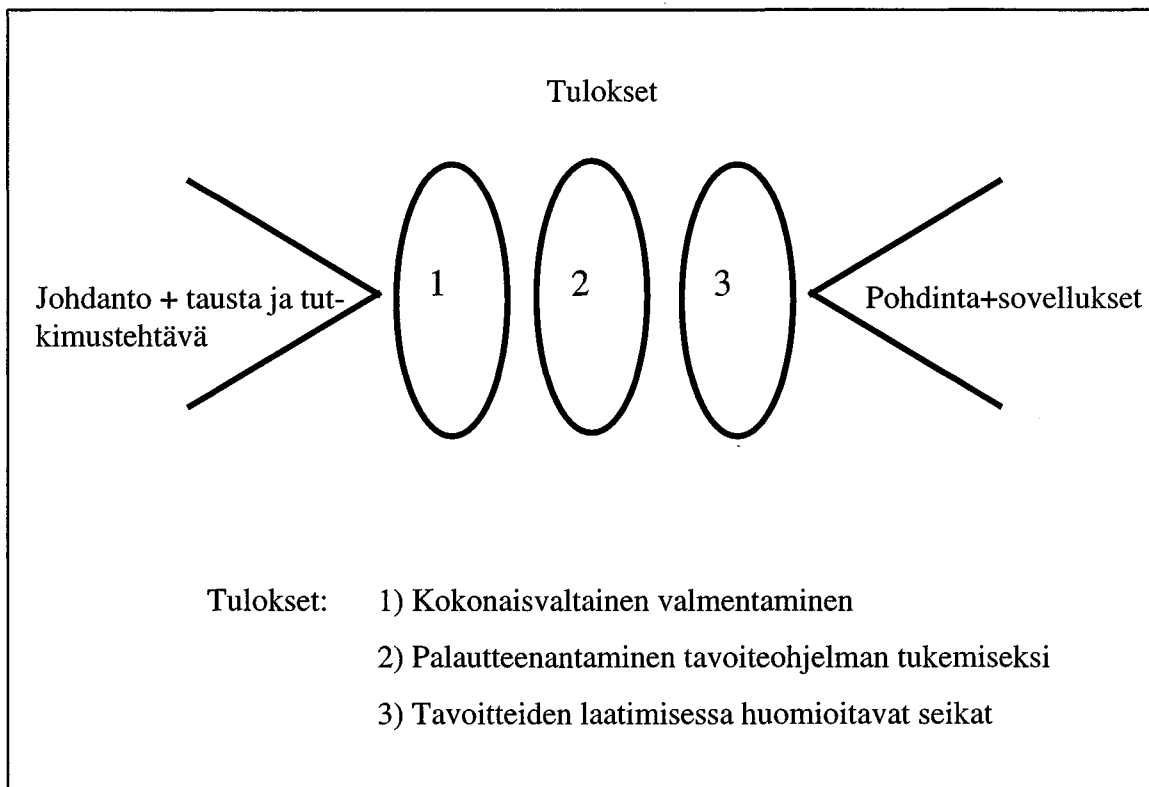 Tulokset
1
2
3
Johdanto + tausta ja tut-
kimustehtävä
Pohdinta+sovellukset
Tulokset: 1) Kokonaisvaltainen valmentaminen
2) Palautteenantaminen tavoiteohjelman tukemiseksi
3) Tavoitteiden laatimisessa huomioitavat seikat